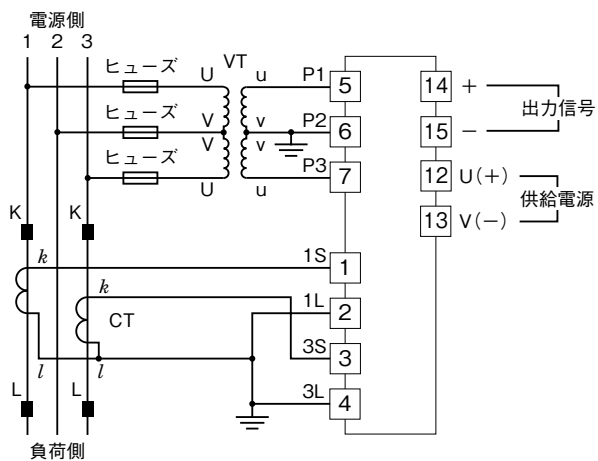 電源側
1 2 3
ヒューズ
U
VT
u
P1
5
14
+
出力信号
ヒューズ
V
V
v
v
P2
6
15
−
ヒューズ
U
u
P3
7
12
U(+)
供給電源
13
V(−)
K
K
k
1S
1
k
1L
2
CT
3S
3
l
l
L
L
3L
4
負荷側